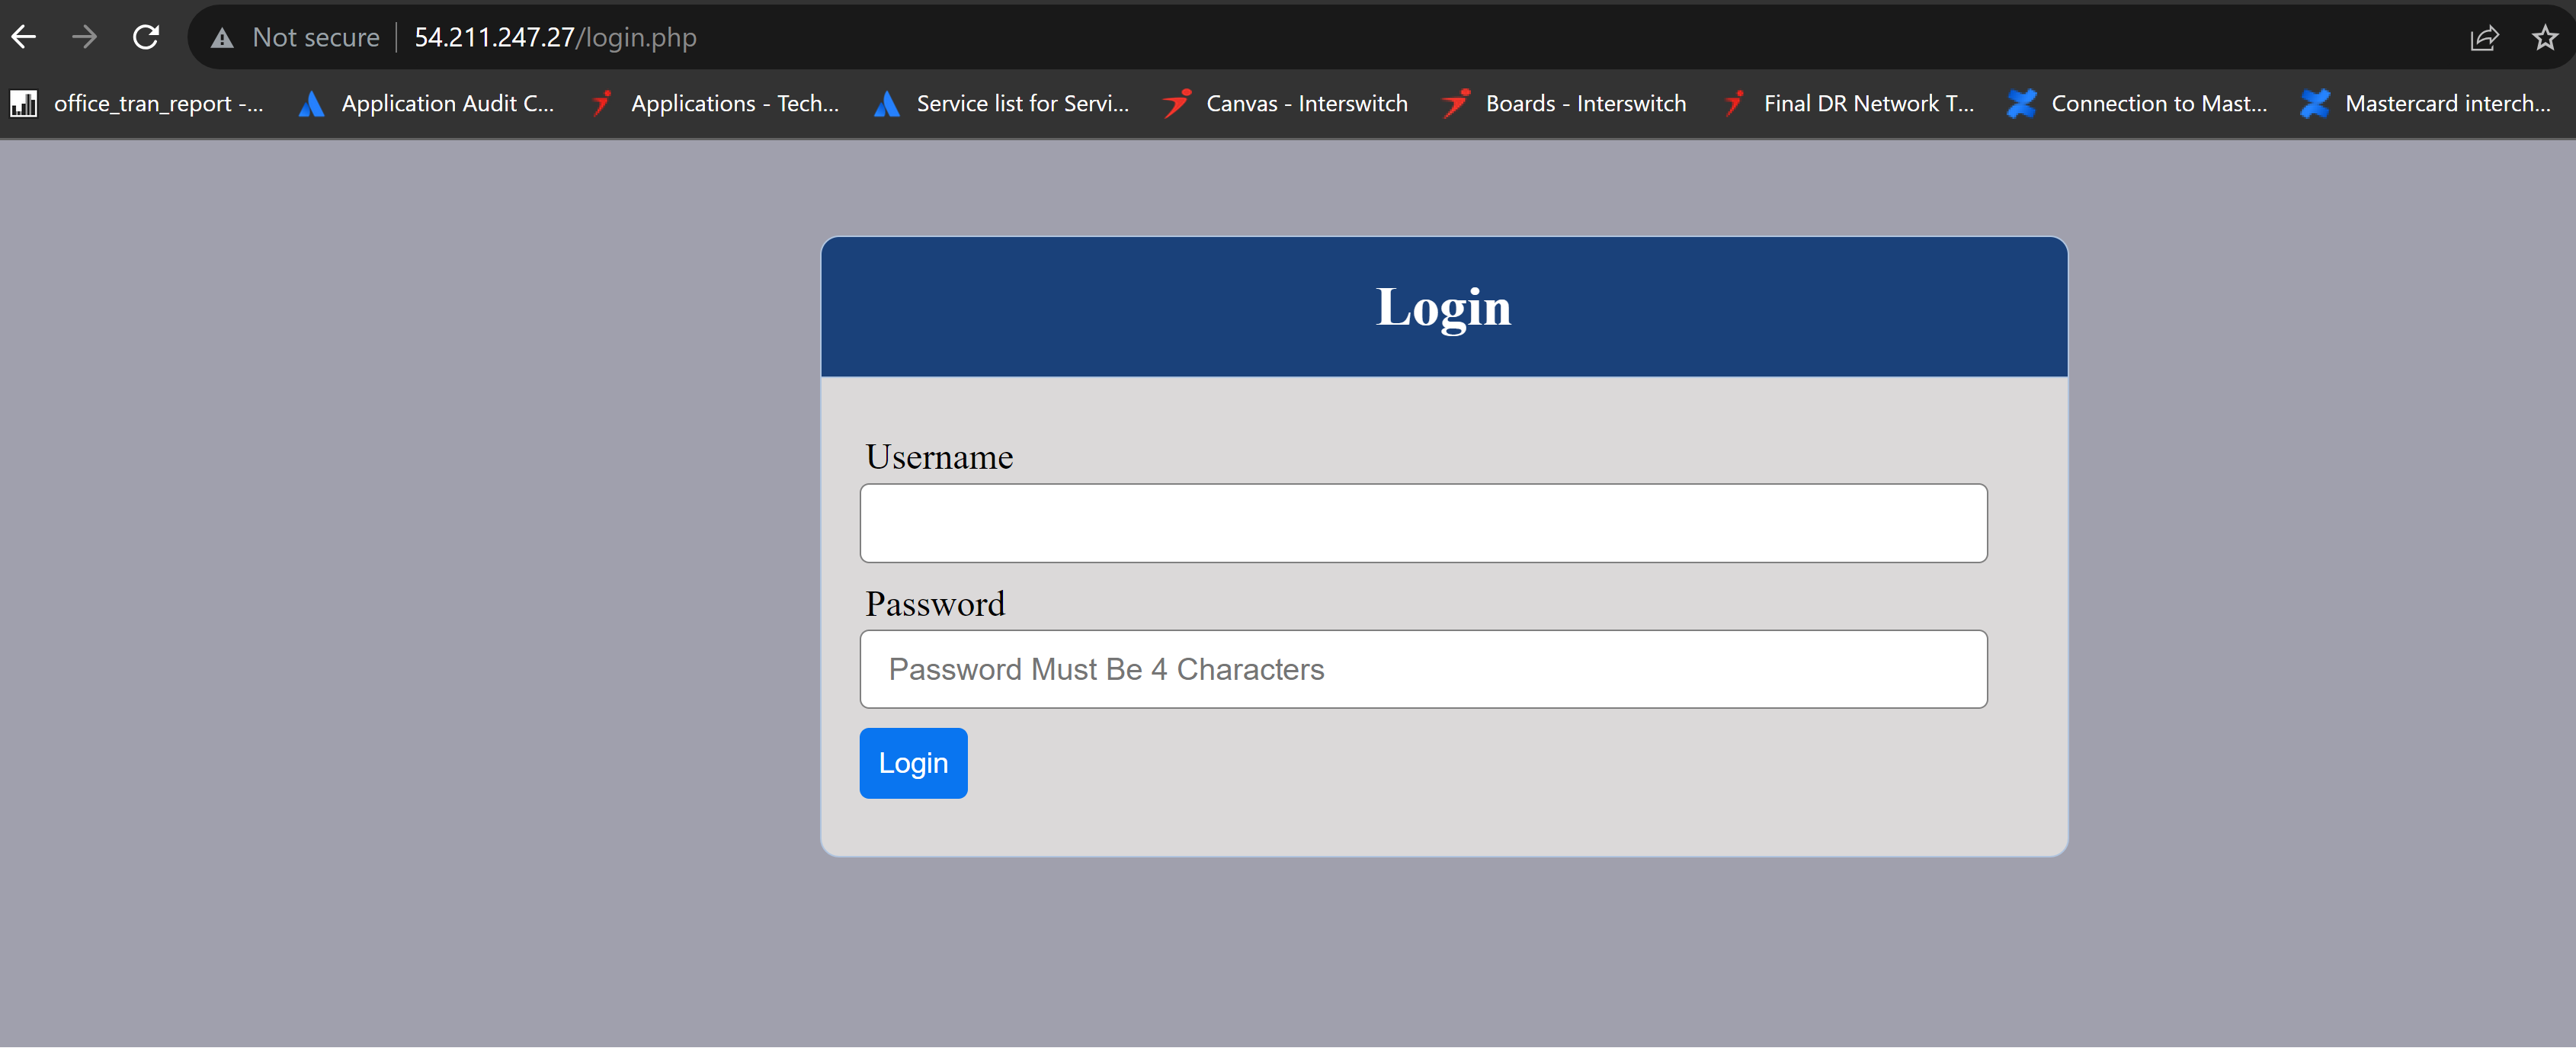 Not secure 54.211.247.27/login.php
office_tran_report -... Application Audit C... Applications - Tech... Service list for Servi... Canvas - Interswitch Boards - Interswitch Final DR Network T... Connection to Mast... Mastercard interch...
Login
Username
Password
Password Must Be 4 Characters
Login